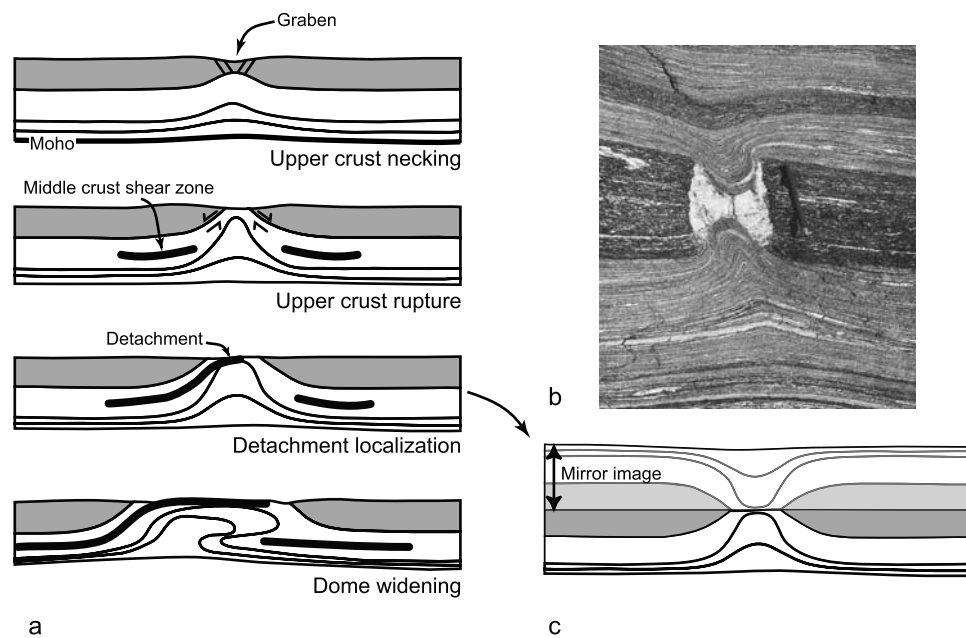 Graben
Moho
Upper crust necking
Middle crust shear zone
Upper crust rupture
Detachment
Detachment localization
Dome widening
a
b
Mirror image
c